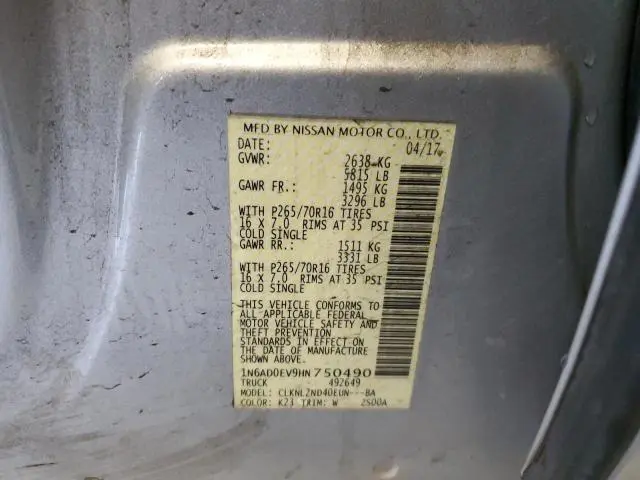 MFD BY NISSAN MOTOR CO., LTD.
DATE: 04/17
GVWR: 2638 KG
5815 LB
GAWR FR.: 1495 KG
3296 LB
WITH P265/70R16 TIRES
16 X 7.0 RIMS AT 35 PSI
COLD SINGLE
GAWR RR.: 1511 KG
3331 LB
WITH P265/70R16 TIRES
16 X 7.0 RIMS AT 35 PSI
COLD SINGLE
THIS VEHICLE CONFORMS TO
ALL APPLICABLE FEDERAL
MOTOR VEHICLE SAFETY AND
THEFT PREVENTION
STANDARDS IN EFFECT ON THE
DATE OF MANUFACTURE
SHOWN ABOVE.
1N6AD0EV9HN750490
TRUCK 492649
MODEL: CLKNLZND40EUN---BA
COLOR: K23 TRIM: W 2500A